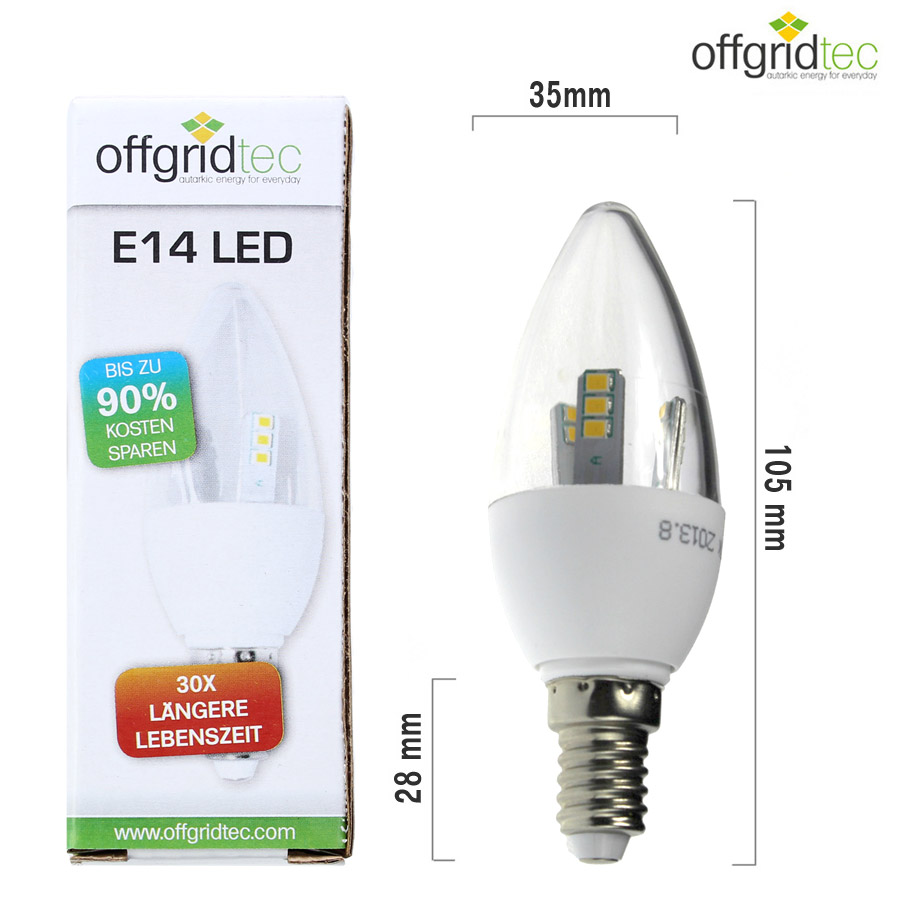 offgridtec
autarkic energy for everyday
35mm
offgridtec
autarkic energy for everyday
E14 LED
BIS ZU
90%
KOSTEN
SPAREN
105 mm
2013.8
30X
LÄNGERE
LEBENSZEIT
28 mm
www.offgridtec.com